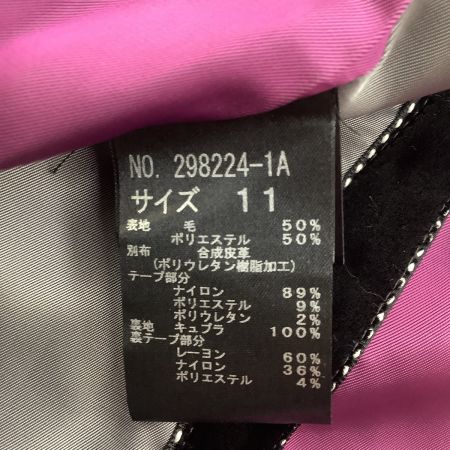 NO. 298224-1A
サイズ 11
表地 毛 50%
ポリエステル 50%
別布 合成皮革
(ポリウレタン樹脂加工)
テープ部分
ナイロン 89%
ポリエステル 9%
ポリウレタン 2%
裏地 キュプラ 100%
裏テープ部分
レーヨン 60%
ナイロン 36%
ポリエステル 4%